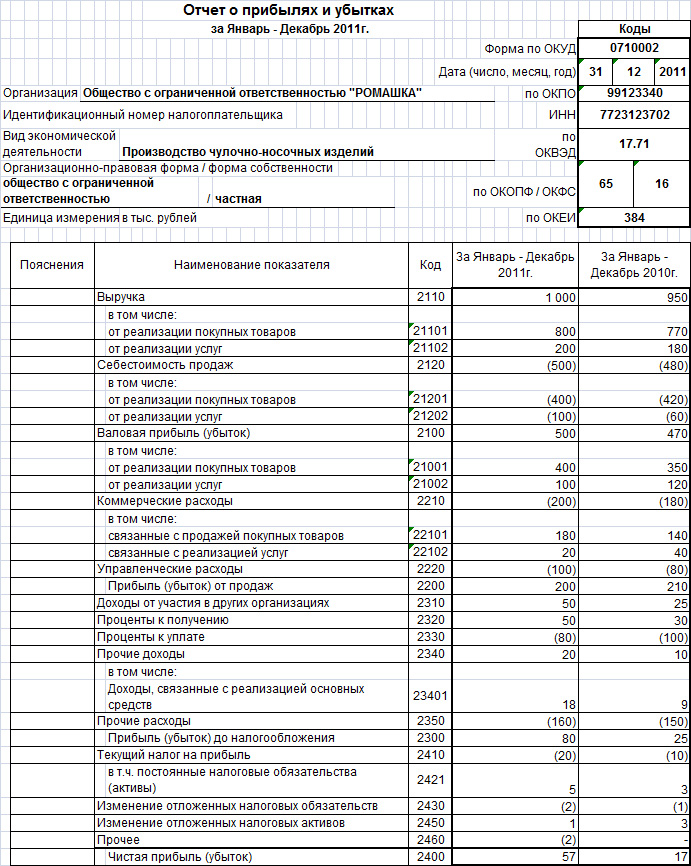 Отчет о прибылях и убытках
за Январь - Декабрь 2011г.
Коды
Форма по ОКУД 0710002
Дата (число, месяц, год) 31 12 2011
Организация Общество с ограниченной ответственностью "РОМАШКА" по ОКПО 99123340
Идентификационный номер налогоплательщика ИНН 7723123702
Вид экономической деятельности Производство чулочно-носочных изделий по ОКВЭД 17.71
Организационно-правовая форма / форма собственности
общество с ограниченной ответственностью / частная по ОКОПФ / ОКФС 65 16
Единица измерения в тыс. рублей по ОКЕИ 384
Пояснения Наименование показателя Код За Январь - Декабрь 2011г. За Январь - Декабрь 2010г.
Выручка 2110 1 000 950
в том числе:
от реализации покупных товаров 21101 800 770
от реализации услуг 21102 200 180
Себестоимость продаж 2120 (500) (480)
в том числе:
от реализации покупных товаров 21201 (400) (420)
от реализации услуг 21202 (100) (60)
Валовая прибыль (убыток) 2100 500 470
в том числе:
от реализации покупных товаров 21001 400 350
от реализации услуг 21002 100 120
Коммерческие расходы 2210 (200) (180)
в том числе:
связанные с продажей покупных товаров 22101 180 140
связанные с реализацией услуг 22102 20 40
Управленческие расходы 2220 (100) (80)
Прибыль (убыток) от продаж 2200 200 210
Доходы от участия в других организациях 2310 50 25
Проценты к получению 2320 50 30
Проценты к уплате 2330 (80) (100)
Прочие доходы 2340 20 10
в том числе:
Доходы, связанные с реализацией основных средств 23401 18 9
Прочие расходы 2350 (160) (150)
Прибыль (убыток) до налогообложения 2300 80 25
Текущий налог на прибыль 2410 (20) (10)
в т.ч. постоянные налоговые обязательства (активы) 2421 5 3
Изменение отложенных налоговых обязательств 2430 (2) (1)
Изменение отложенных налоговых активов 2450 1 3
Прочее 2460 (2) -
Чистая прибыль (убыток) 2400 57 17